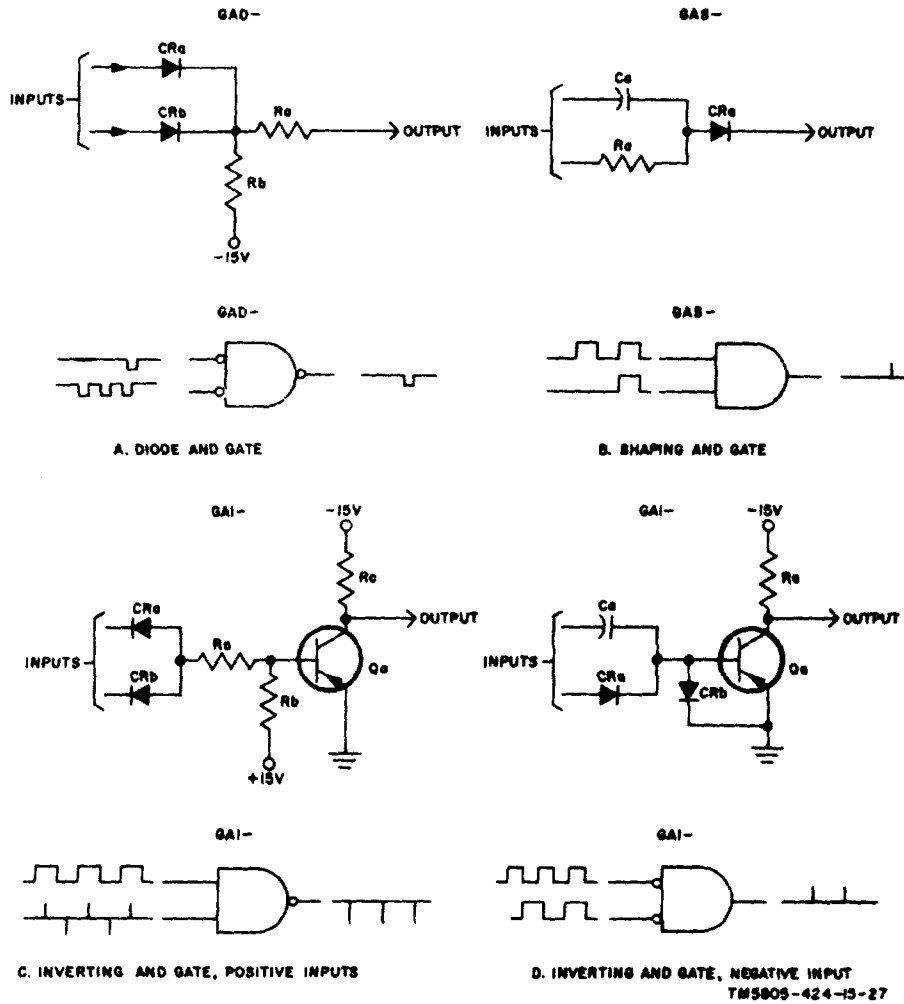 GAD-
CRa
INPUTS
CRb
Ra
OUTPUT
Rb
-15V
GAS-
Ca
CRa
INPUTS
OUTPUT
Ra
GAD-
A. DIODE AND GATE
GAS-
B. SHAPING AND GATE
GAI-
-15V
Rc
CRa
OUTPUT
INPUTS
Ra
CRb
Qa
Rb
+15V
GAI-
-15V
Ra
Ca
OUTPUT
INPUTS
CRa
Qa
CRb
GAI-
C. INVERTING AND GATE, POSITIVE INPUTS
GAI-
D. INVERTING AND GATE, NEGATIVE INPUT
TM5805-424-15-27